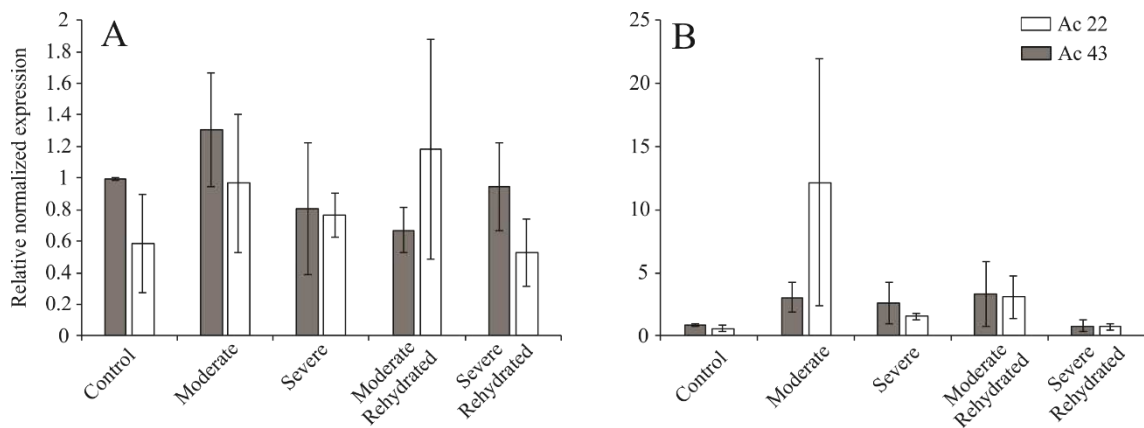 A
Relative normalized expression
2
1.8
1.6
1.4
1.2
1
0.8
0.6
0.4
0.2
0
Control
Moderate
Severe
Moderate
Rehydrated
Severe
Rehydrated
B
25
20
15
10
5
0
Ac 22
Ac 43
Control
Moderate
Severe
Moderate
Rehydrated
Severe
Rehydrated